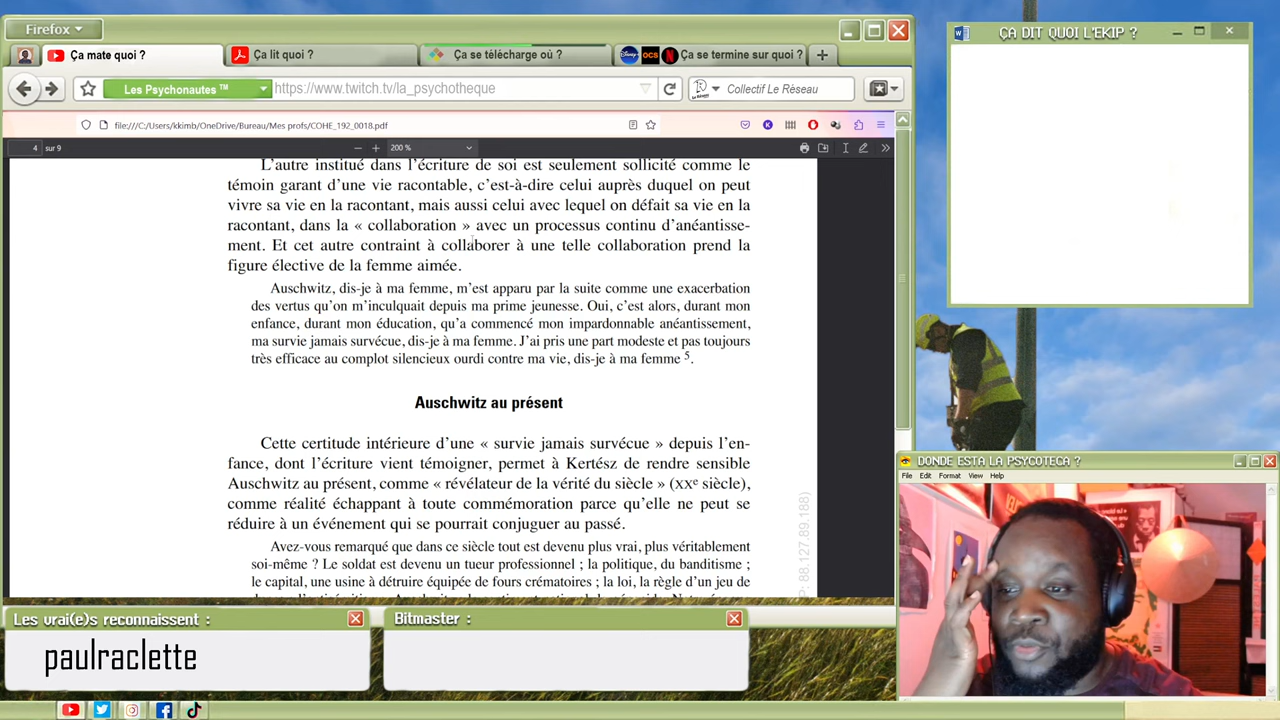 Firefox
Ça mate quoi ?
Ça lit quoi ?
Ça se télécharge où ?
Disney+
OCS
Ça se termine sur quoi ?
Les Psychonautes ™
https://www.twitch.tv/la_psychotheque
Collectif Le Réseau
file:///C:/Users/kkimb/OneDrive/Bureau/Mes profs/COHE_192_0018.pdf
4 sur 9
200 %
L'autre institué dans l'écriture de soi est seulement sollicité comme le
témoin garant d'une vie racontable, c'est-à-dire celui auprès duquel on peut
vivre sa vie en la racontant, mais aussi celui avec lequel on défait sa vie en la
racontant, dans la « collaboration » avec un processus continu d'anéantisse-
ment. Et cet autre contraint à collaborer à une telle collaboration prend la
figure élective de la femme aimée.
Auschwitz, dis-je à ma femme, m'est apparu par la suite comme une exacerbation
des vertus qu'on m'inculquait depuis ma prime jeunesse. Oui, c'est alors, durant mon
enfance, durant mon éducation, qu'a commencé mon impardonnable anéantissement,
ma survie jamais survécue, dis-je à ma femme. J'ai pris une part modeste et pas toujours
très efficace au complot silencieux ourdi contre ma vie, dis-je à ma femme 5.
Auschwitz au présent
Cette certitude intérieure d'une « survie jamais survécue » depuis l'en-
fance, dont l'écriture vient témoigner, permet à Kertész de rendre sensible
Auschwitz au présent, comme « révélateur de la vérité du siècle » (XXe siècle),
comme réalité échappant à toute commémoration parce qu'elle ne peut se
réduire à un événement qui se pourrait conjuguer au passé.
Avez-vous remarqué que dans ce siècle tout est devenu plus vrai, plus véritablement
soi-même ? Le soldat est devenu un tueur professionnel ; la politique, du banditisme ;
le capital, une usine à détruire équipée de fours crématoires ; la loi, la règle d'un jeu de
P: 88.127.89.188)
ÇA DIT QUOI L'EKIP ?
DONDE ESTA LA PSYCOTECA ?
File Edit Format View Help
Les vrai(e)s reconnaissent :
paulraclette
Bitmaster :